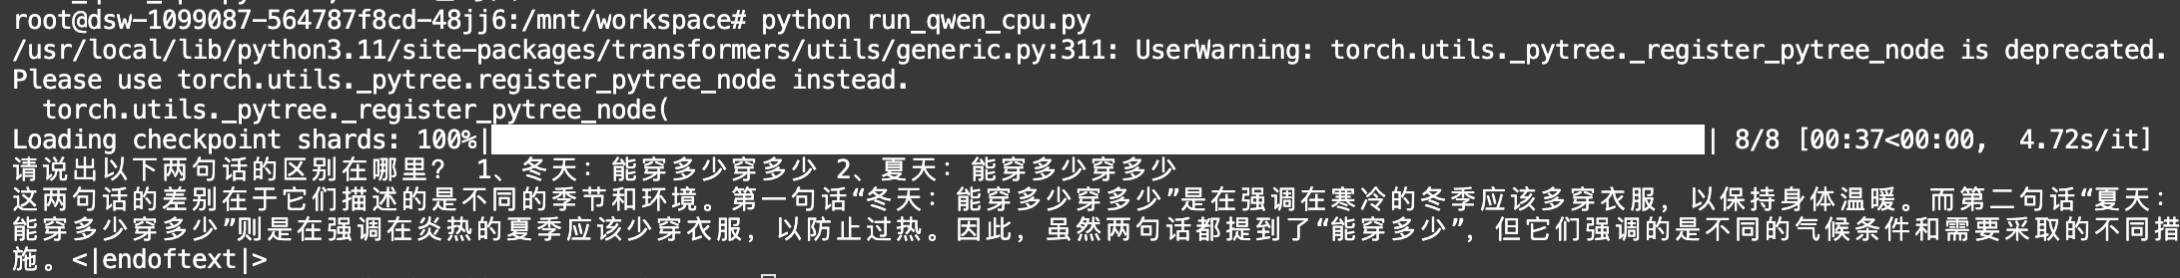 root@dsw-1099087-564787f8cd-48jj6:/mnt/workspace# python run_qwen_cpu.py
/usr/local/lib/python3.11/site-packages/transformers/utils/generic.py:311: UserWarning: torch.utils._pytree._register_pytree_node is deprecated.
Please use torch.utils._pytree.register_pytree_node instead.
  torch.utils._pytree._register_pytree_node(
Loading checkpoint shards: 100%|| 8/8 [00:37<00:00,  4.72s/it]
请说出以下两句话的区别在哪里？ 1、冬天：能穿多少穿多少 2、夏天：能穿多少穿多少
这两句话的差别在于它们描述的是不同的季节和环境。第一句话“冬天：能穿多少穿多少”是在强调在寒冷的冬季应该多穿衣服，以保持身体温暖。而第二句话“夏天：
能穿多少穿多少”则是在强调在炎热的夏季应该少穿衣服，以防止过热。因此，虽然两句话都提到了“能穿多少”，但它们强调的是不同的气候条件和需要采取的不同措
施。<|endoftext|>